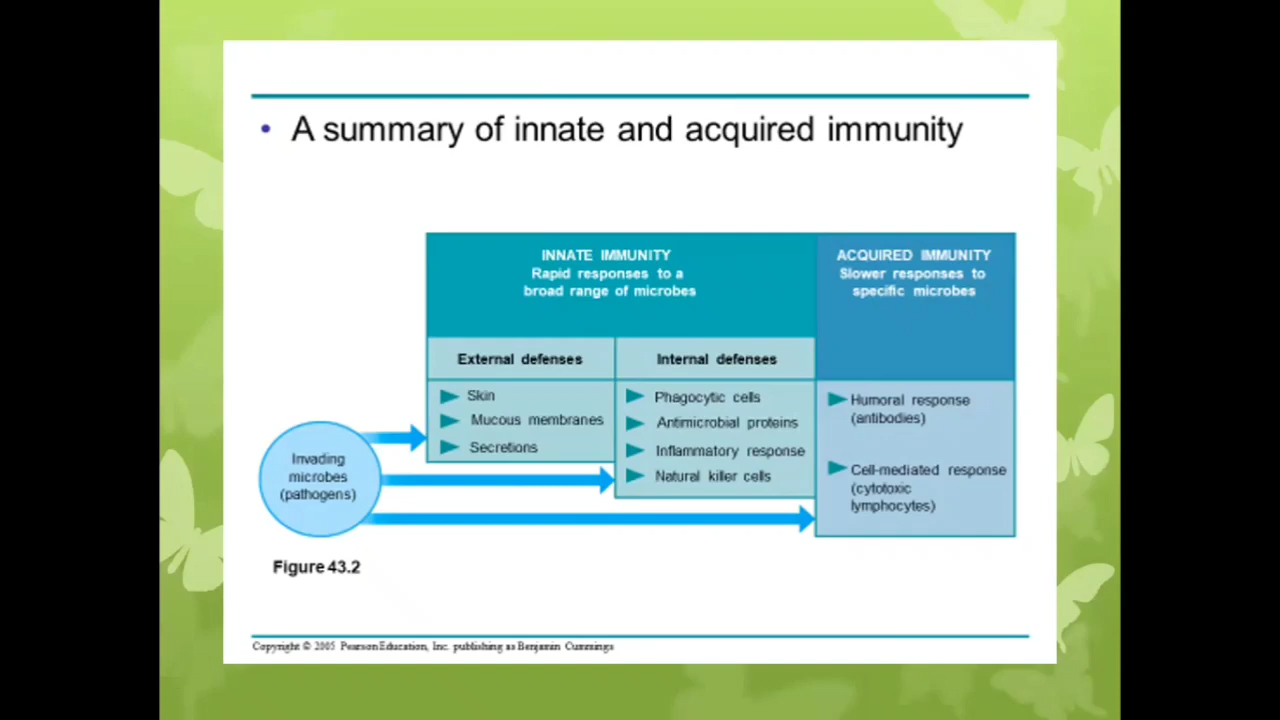 • A summary of innate and acquired immunity
INNATE IMMUNITY
Rapid responses to a
broad range of microbes
ACQUIRED IMMUNITY
Slower responses to
specific microbes
External defenses
Internal defenses
Skin
Mucous membranes
Secretions
Phagocytic cells
Antimicrobial proteins
Inflammatory response
Natural killer cells
Humoral response
(antibodies)
Cell-mediated response
(cytotoxic
lymphocytes)
Invading
microbes
(pathogens)
Figure 43.2
Copyright © 2005 Pearson Education, Inc. publishing as Benjamin Cummings